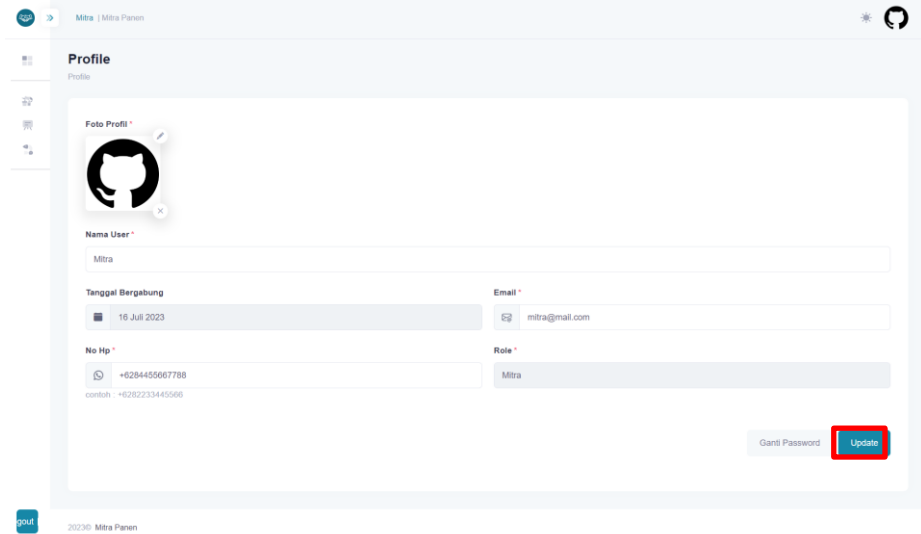 Mitra | Mitra Panen
Profile
Profile
Foto Profil *
Nama User *
Mitra
Tanggal Bergabung
Email *
16 Juli 2023
mitra@mail.com
No Hp *
Role *
+6284455667788
Mitra
contoh : +6282233445566
Ganti Password
Update
gout
2023© Mitra Panen